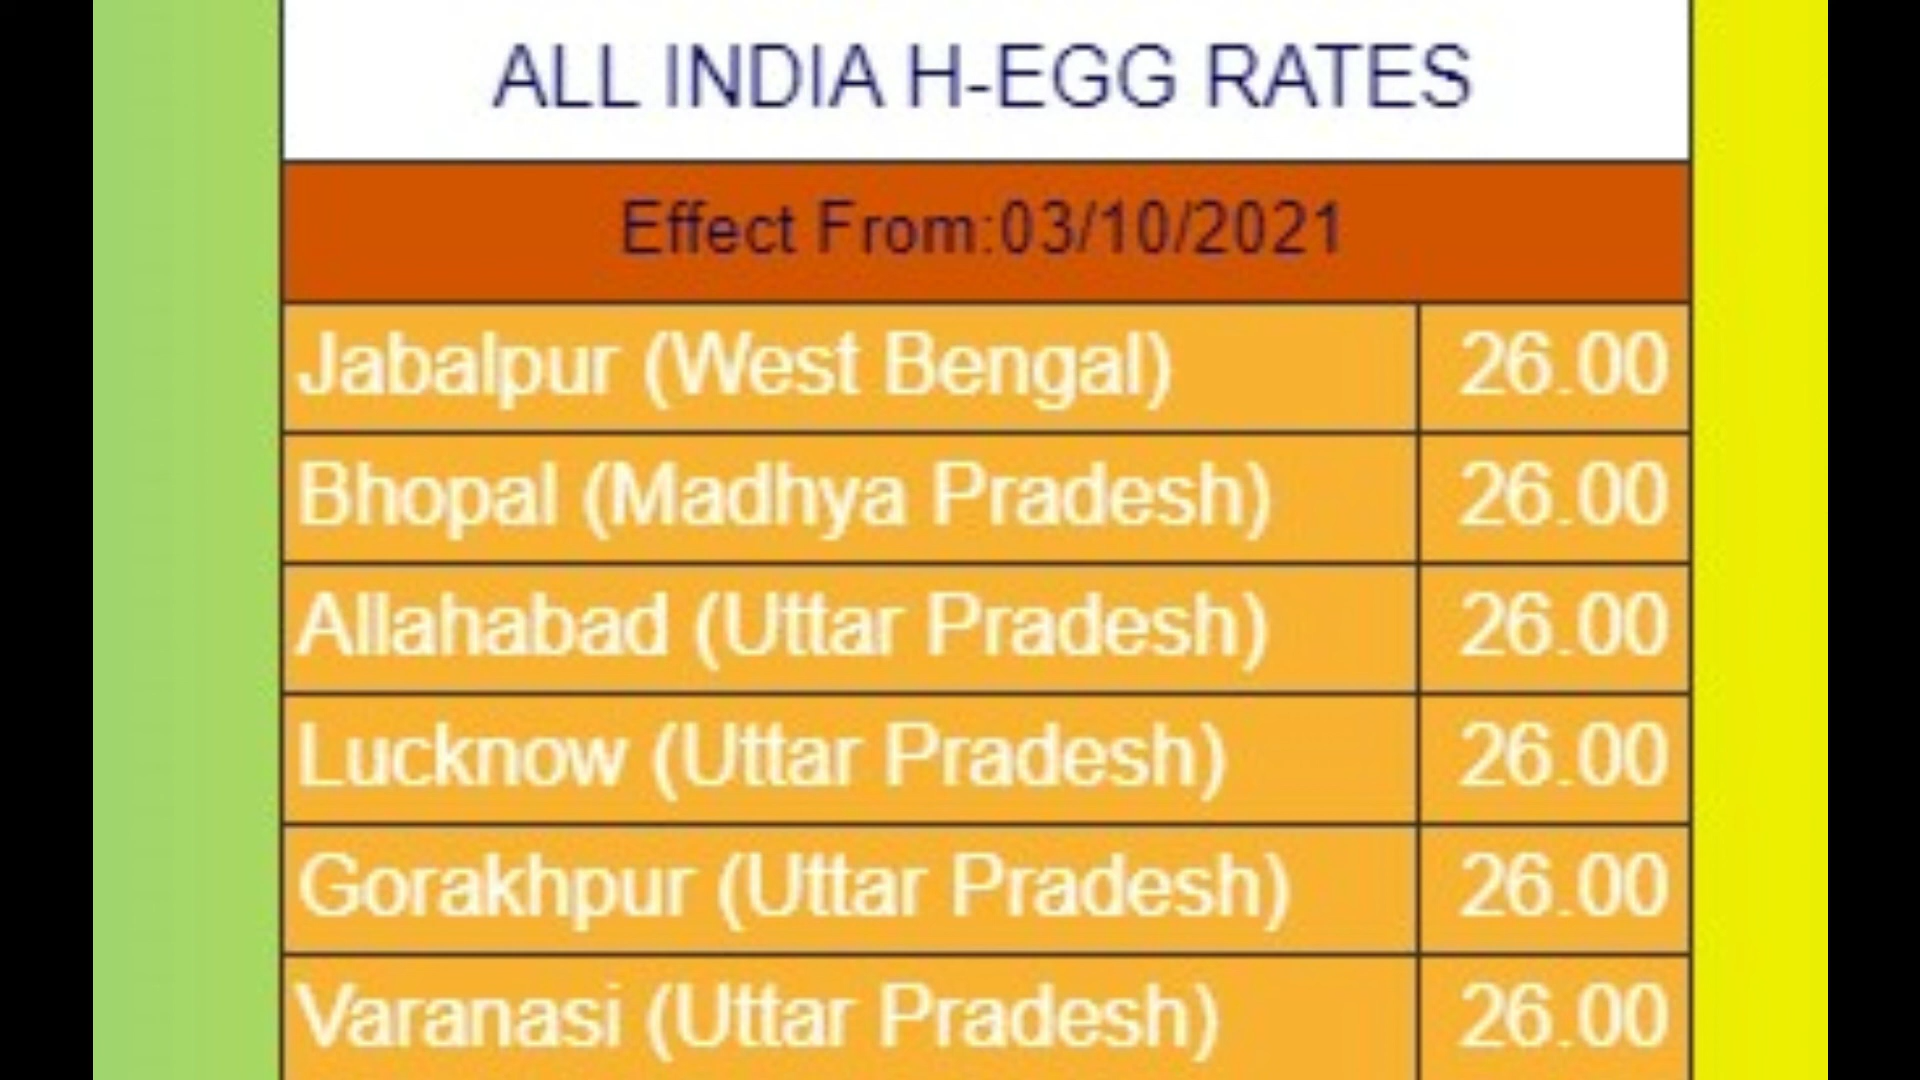 ALL INDIA H-EGG RATES
Effect From:03/10/2021
Jabalpur (West Bengal) 26.00
Bhopal (Madhya Pradesh) 26.00
Allahabad (Uttar Pradesh) 26.00
Lucknow (Uttar Pradesh) 26.00
Gorakhpur (Uttar Pradesh) 26.00
Varanasi (Uttar Pradesh) 26.00